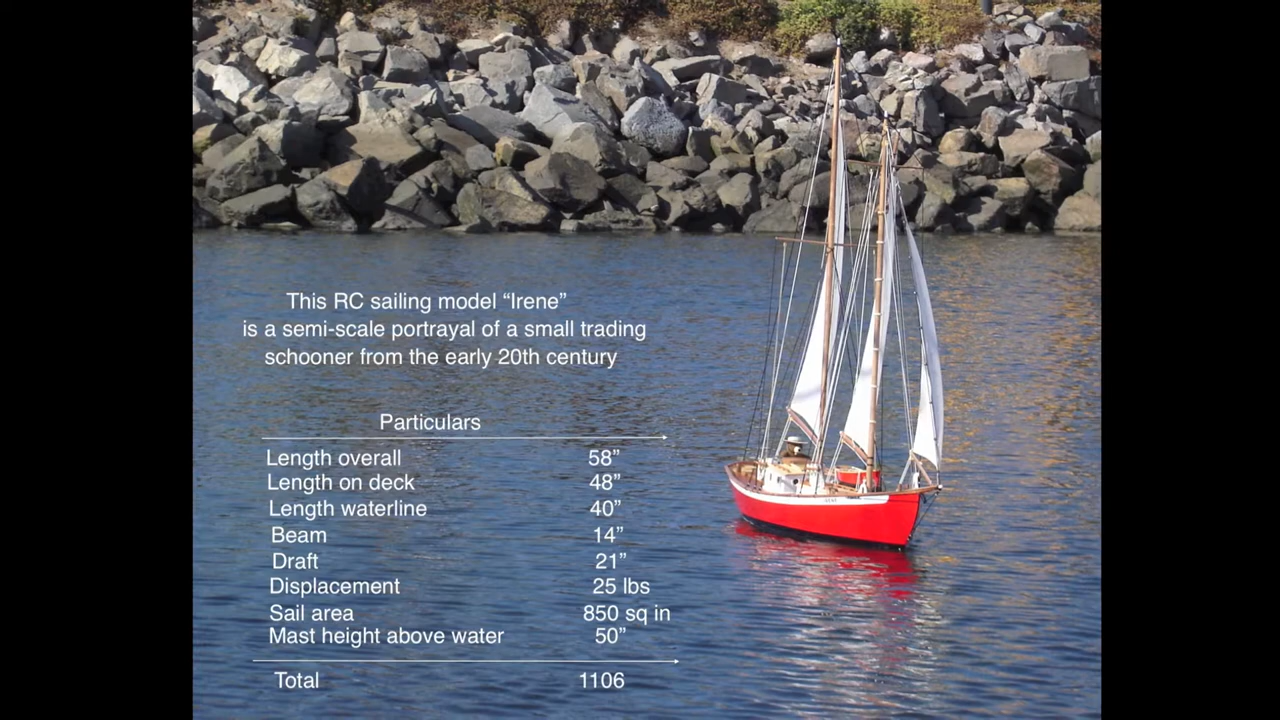 This RC sailing model “Irene”
is a semi-scale portrayal of a small trading
schooner from the early 20th century
Particulars
Length overall 58”
Length on deck 48”
Length waterline 40”
Beam 14”
Draft 21”
Displacement 25 lbs
Sail area 850 sq in
Mast height above water 50”
Total 1106